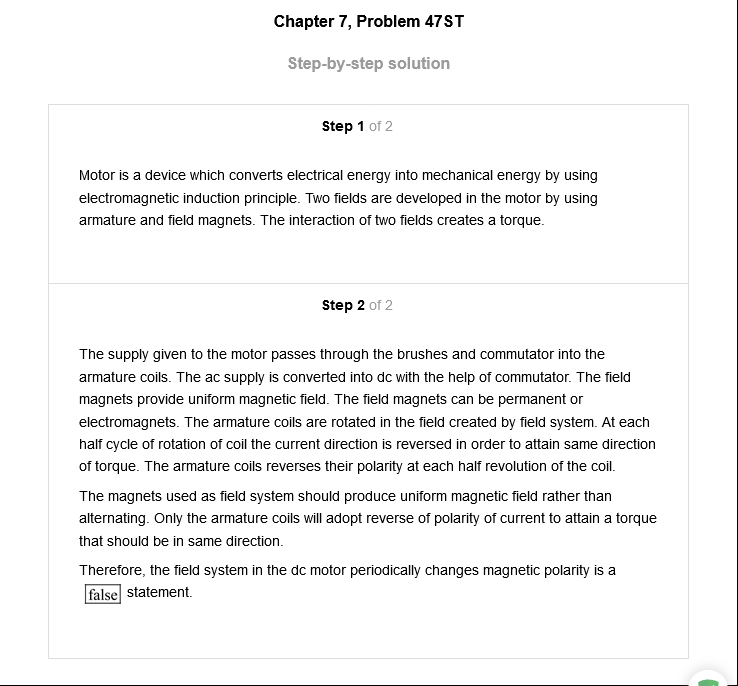 Chapter 7, Problem 47ST
Step-by-step solution
Step 1 of 2
Motor is a device which converts electrical energy into mechanical energy by using
electromagnetic induction principle. Two fields are developed in the motor by using
armature and field magnets. The interaction of two fields creates a torque.
Step 2 of 2
The supply given to the motor passes through the brushes and commutator into the
armature coils. The ac supply is converted into dc with the help of commutator. The field
magnets provide uniform magnetic field. The field magnets can be permanent or
electromagnets. The armature coils are rotated in the field created by field system. At each
half cycle of rotation of coil the current direction is reversed in order to attain same direction
of torque. The armature coils reverses their polarity at each half revolution of the coil.
The magnets used as field system should produce uniform magnetic field rather than
alternating. Only the armature coils will adopt reverse of polarity of current to attain a torque
that should be in same direction.
Therefore, the field system in the dc motor periodically changes magnetic polarity is a
false statement.